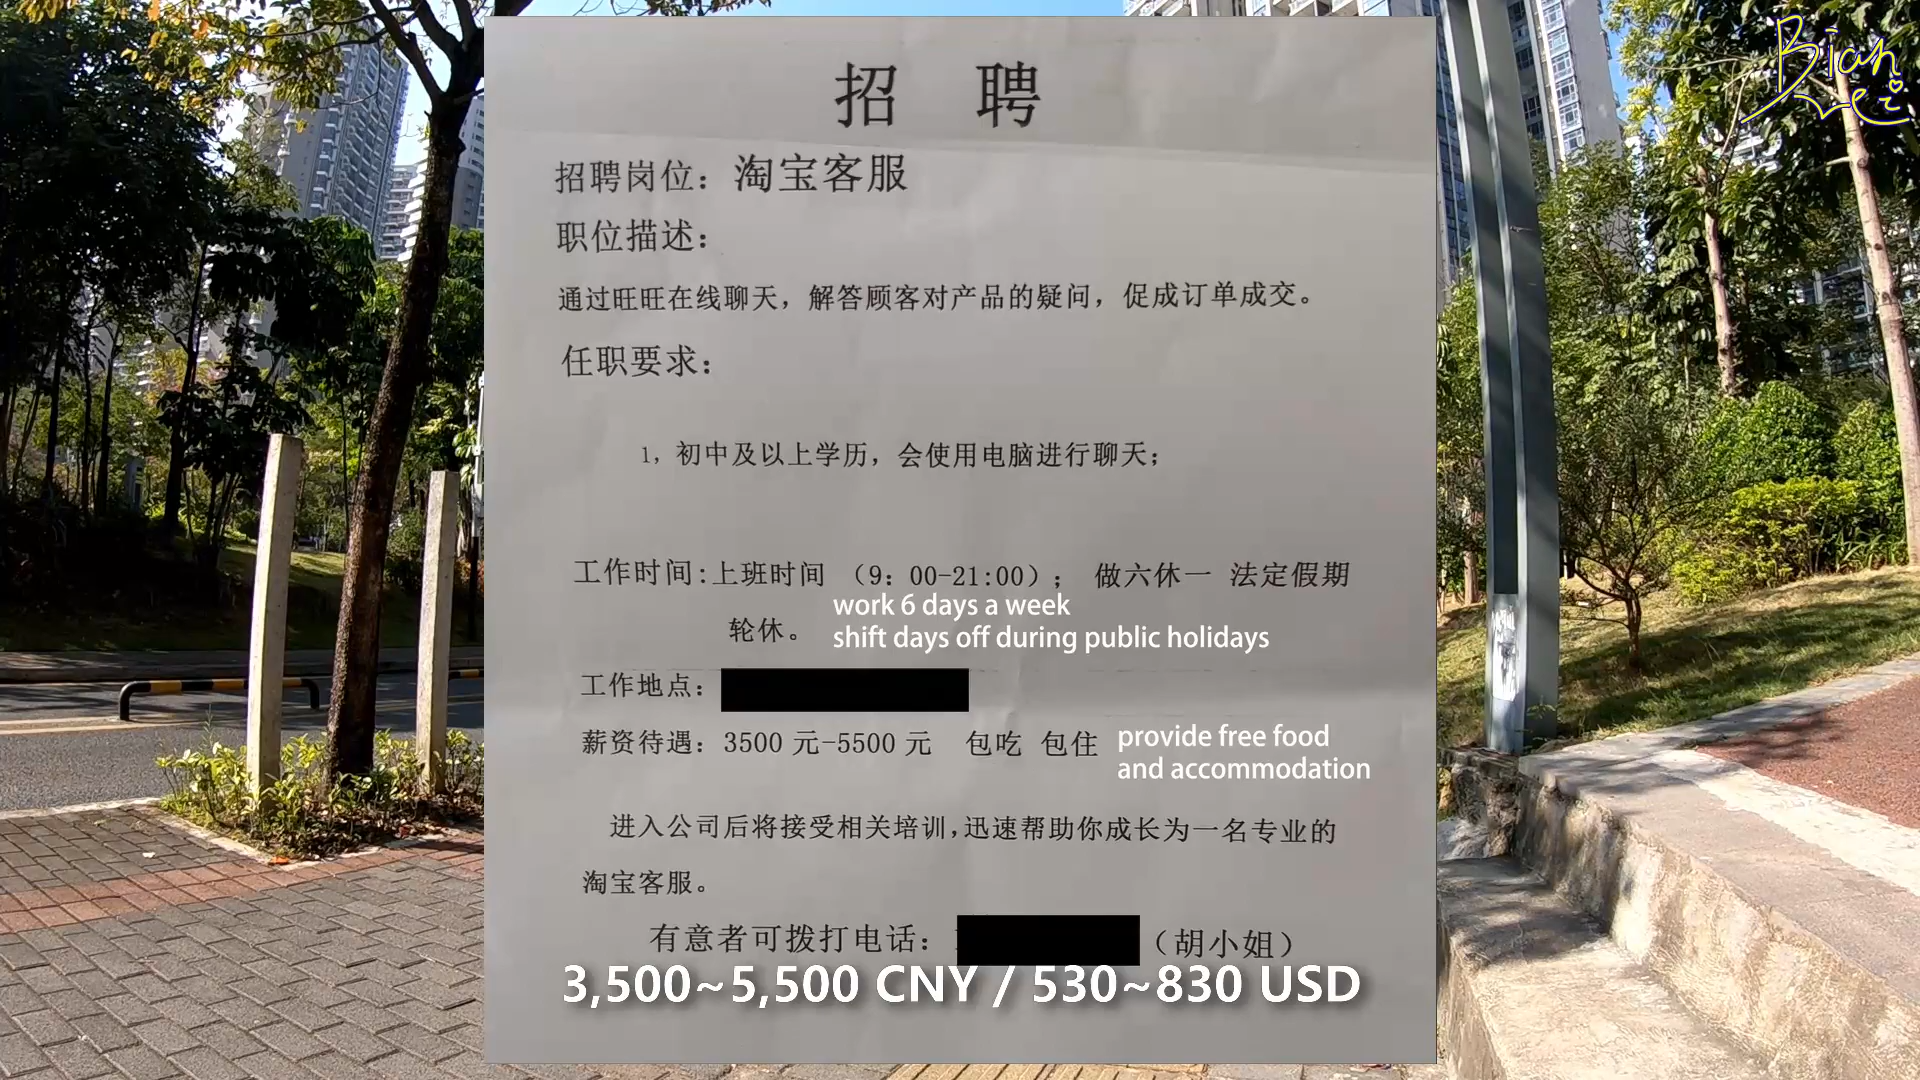 Bian Lei
招 聘
招聘岗位：淘宝客服
职位描述：
通过旺旺在线聊天，解答顾客对产品的疑问，促成订单成交。
任职要求：
1，初中及以上学历，会使用电脑进行聊天；
工作时间：上班时间（9：00-21:00）； 做六休一 法定假期
轮休。
work 6 days a week
shift days off during public holidays
工作地点：
薪资待遇：3500 元-5500 元 包吃 包住
provide free food
and accommodation
进入公司后将接受相关培训,迅速帮助你成长为一名专业的
淘宝客服。
有意者可拨打电话： （胡小姐）
3,500~5,500 CNY / 530~830 USD